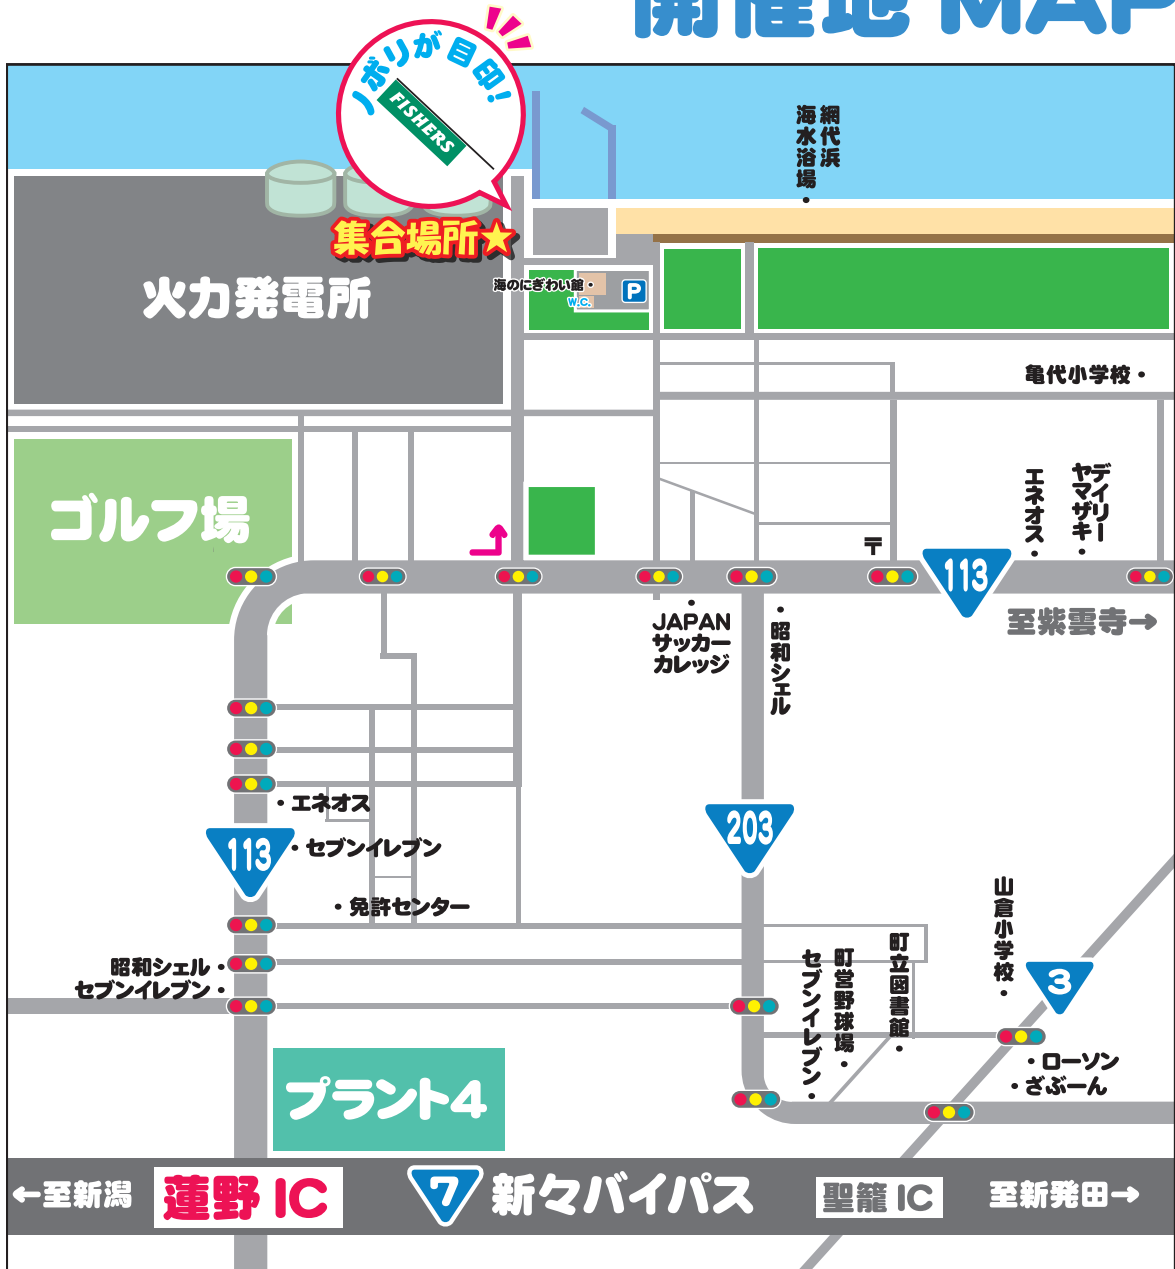 開催地 MAP
ノボリが目印!
FISHERS
網代浜
海水浴場・
集合場所★
火力発電所
海のにぎわい館・
W.C.
P
亀代小学校・
ゴルフ場
エネオス・
デイリー
ヤマザキ・
〒
113
至紫雲寺→
・
JAPAN
サッカー
カレッジ
・昭和シェル
・エネオス
113
・セブンイレブン
203
・免許センター
昭和シェル・
セブンイレブン・
山倉小学校・
町立図書館・
町営野球場・
セブンイレブン・
3
・ローソン
・ざぶーん
プラント4
←至新潟
蓮野IC
7
新々バイパス
聖籠IC
至新発田→